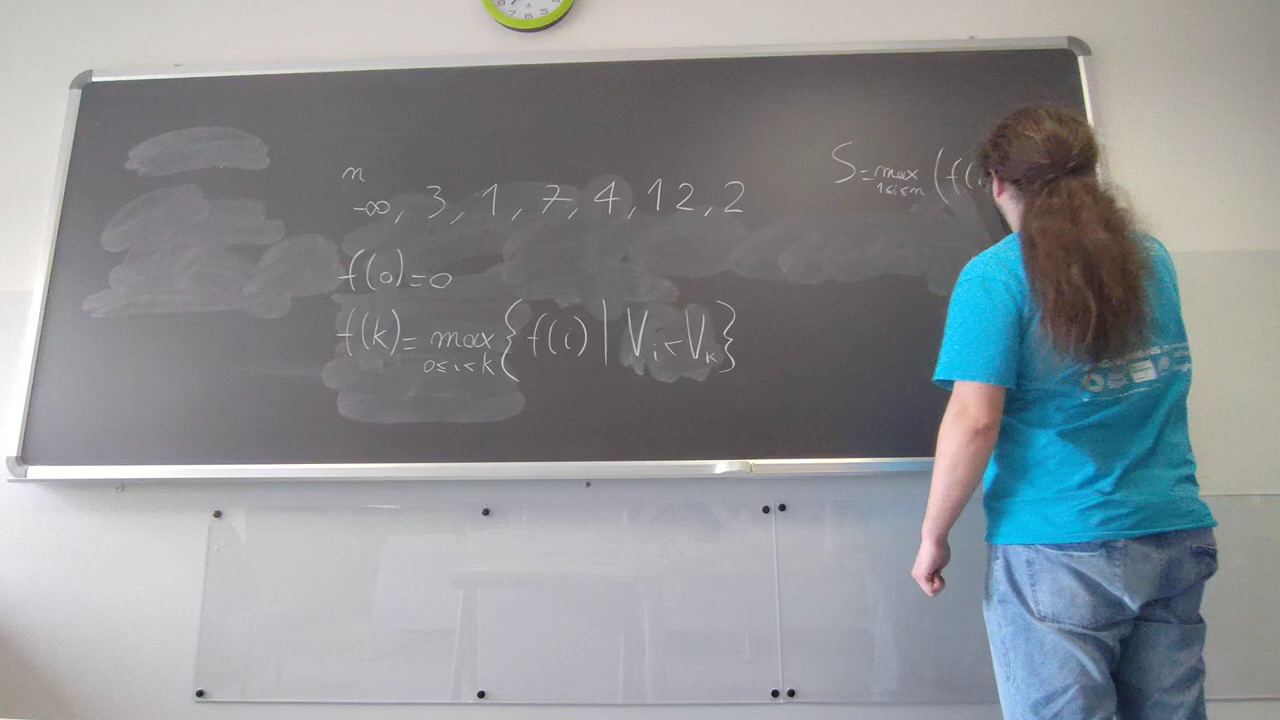 n
-∞, 3, 1, 7, 4, 12, 2
f(0)=0
f(k)= max {f(i) | Vi < Vk}
0≤i<k
S= max (f(
1≤i≤n